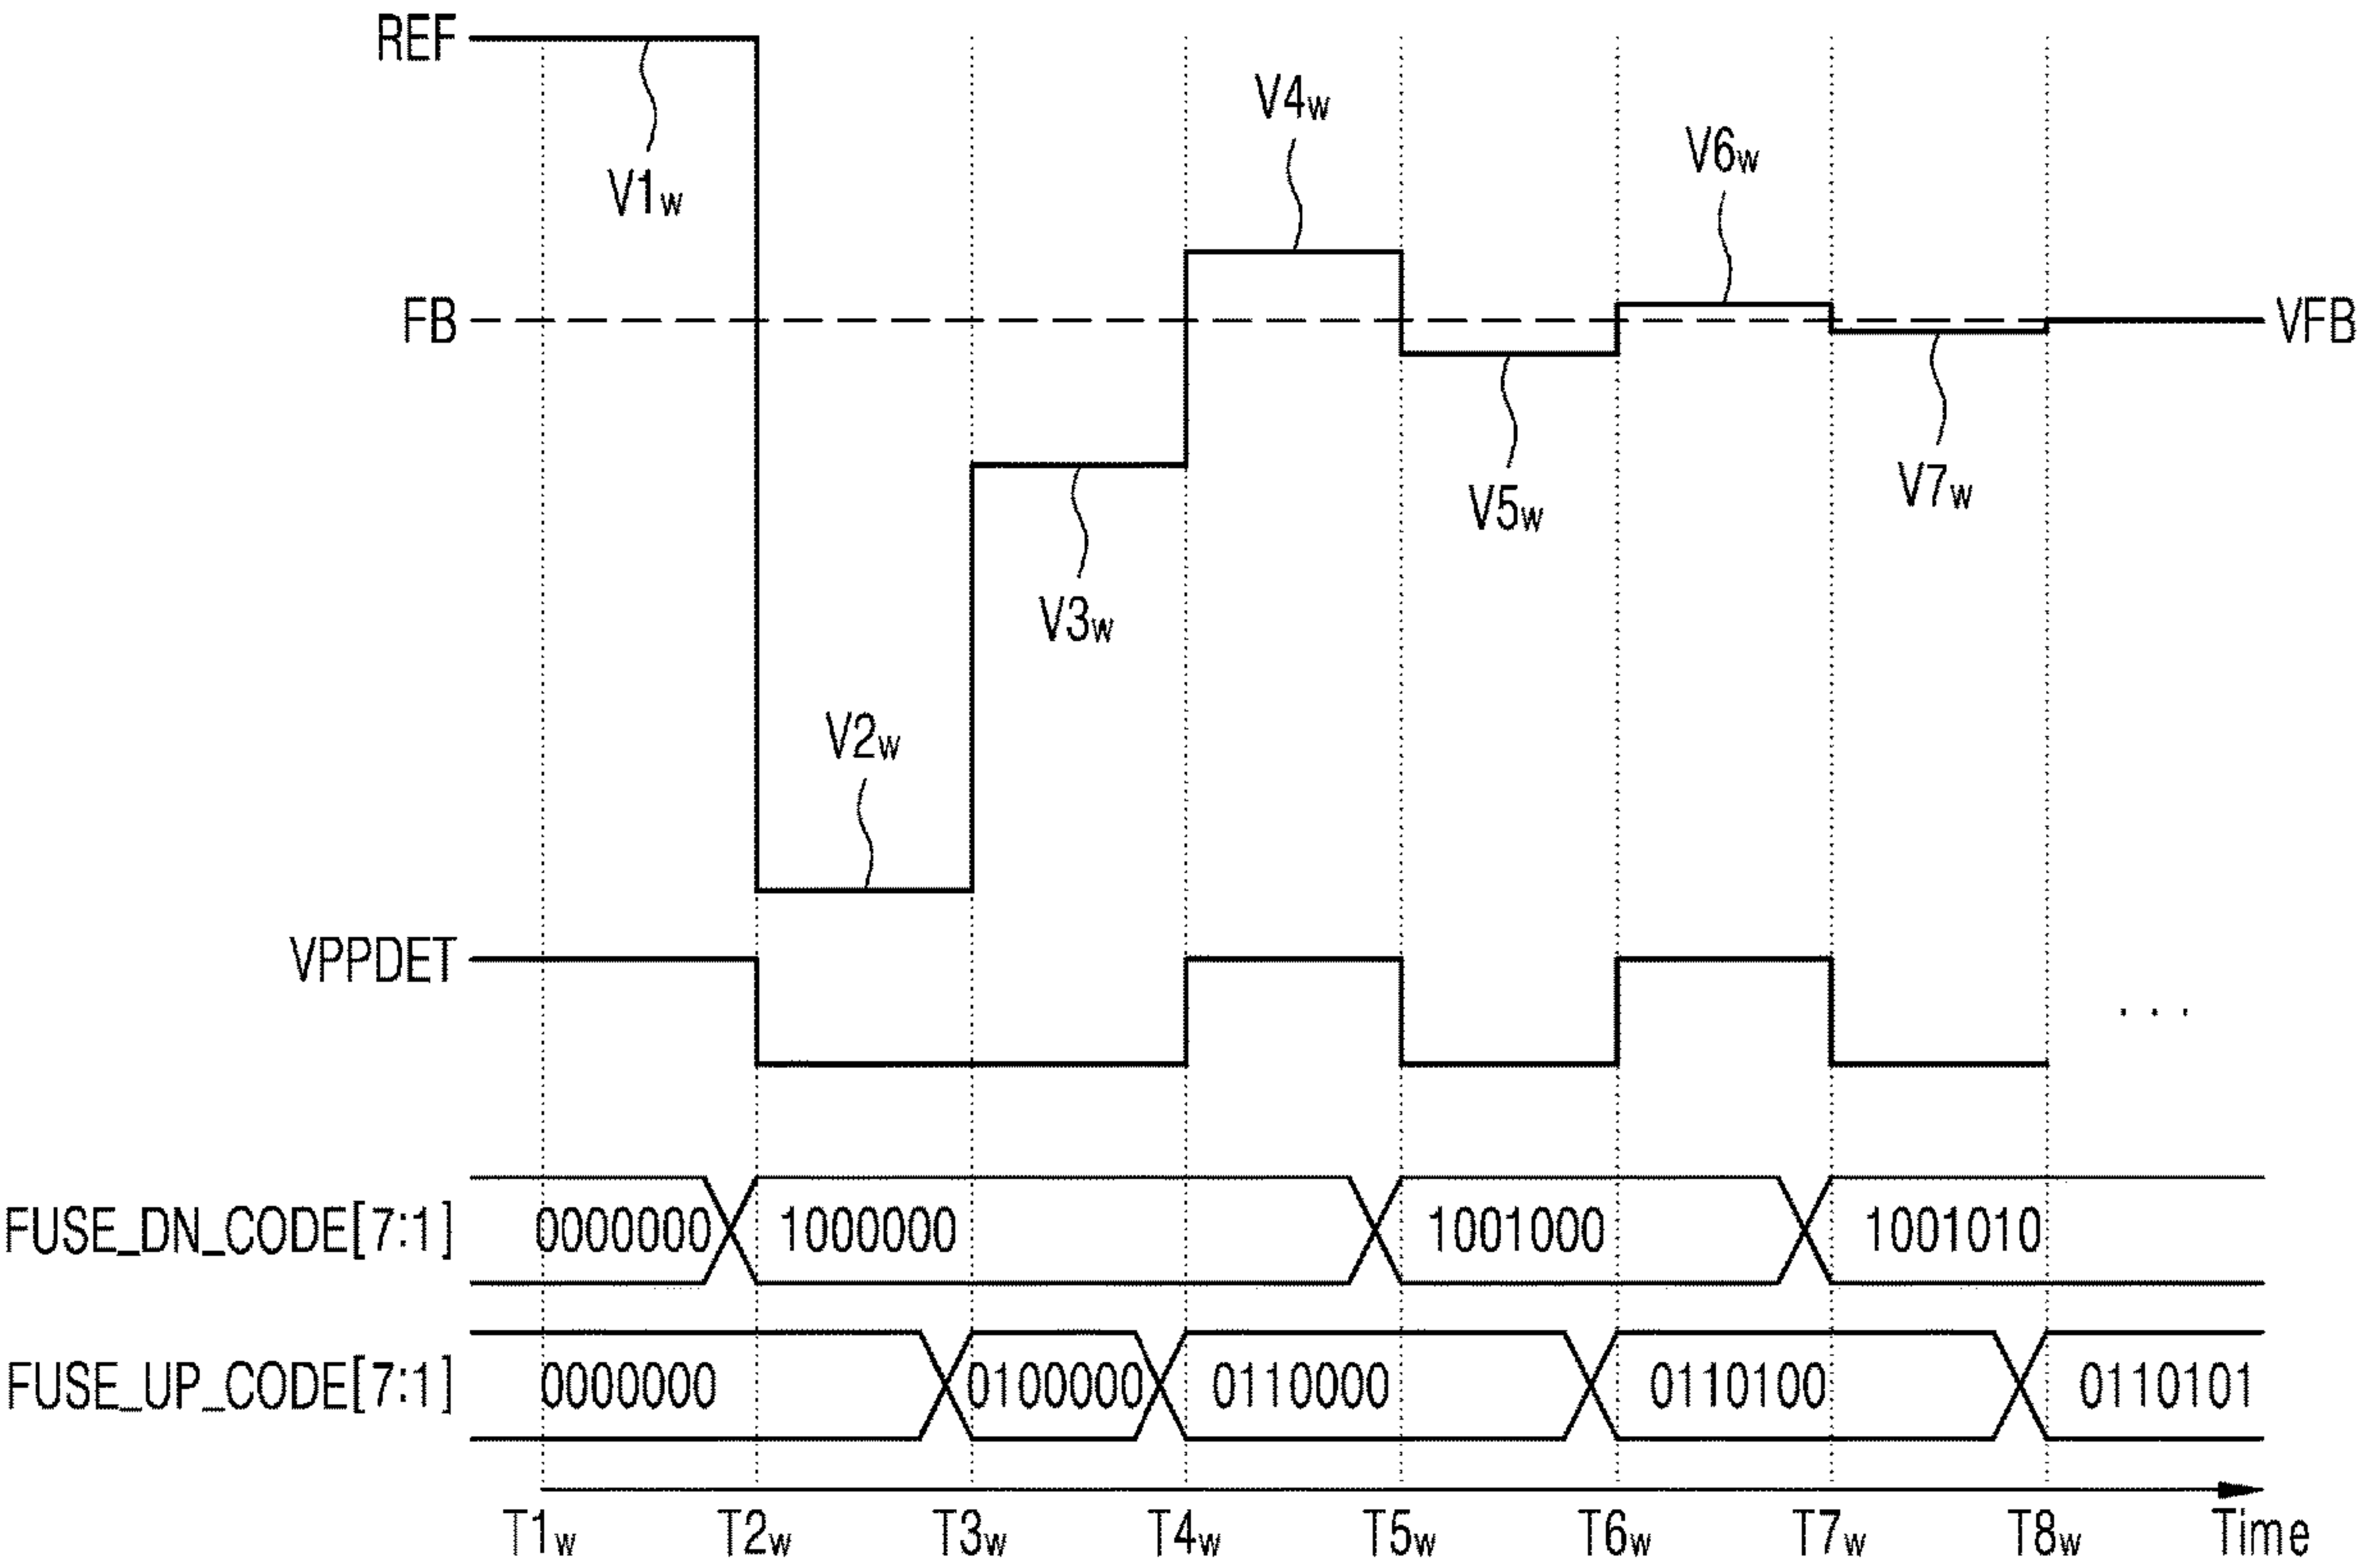 REF
V1w
V4w
V6w
FB
VFB
V5w
V7w
V3w
V2w
VPPDET
. . .
FUSE_DN_CODE[7:1] 0000000 1000000 1001000 1001010
FUSE_UP_CODE[7:1] 0000000 0100000 0110000 0110100 0110101
T1w T2w T3w T4w T5w T6w T7w T8w Time